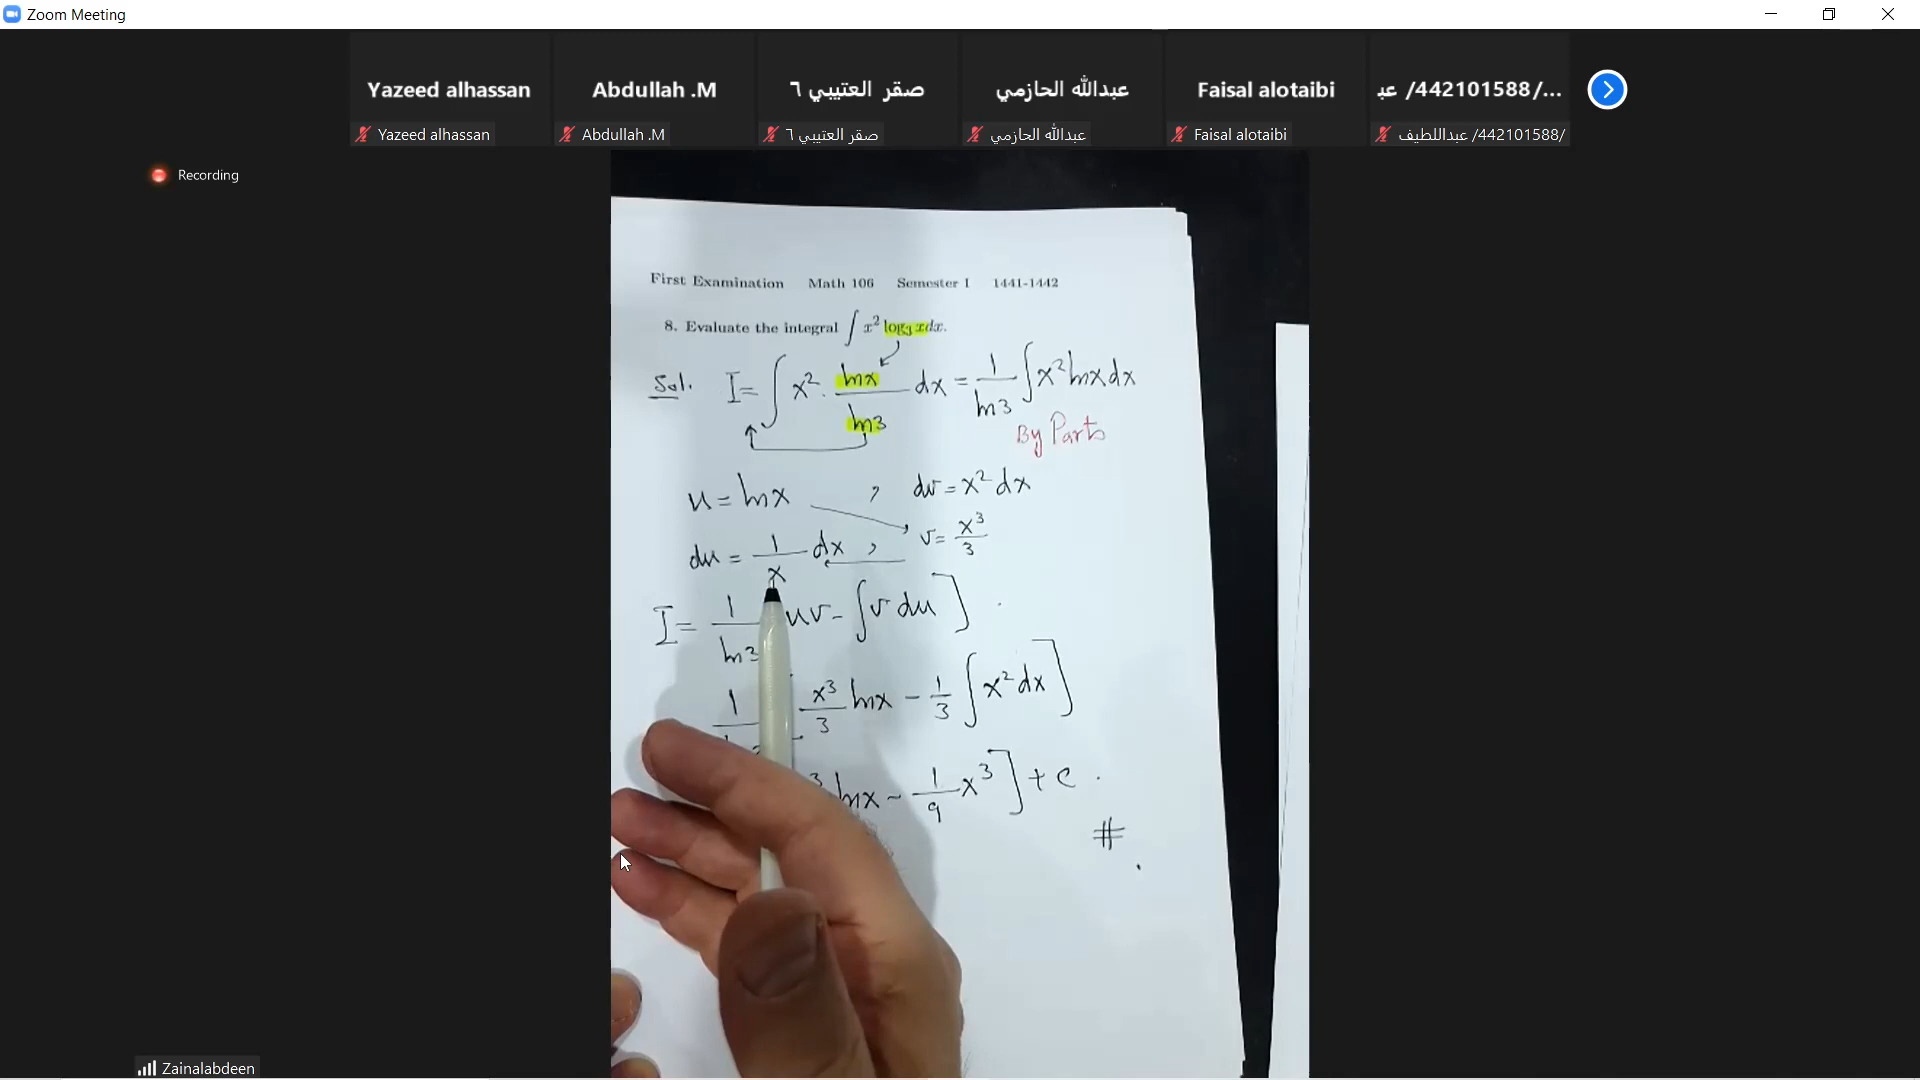 Zoom Meeting
Yazeed alhassan
Abdullah .M
صقر العتيبي ٦
عبدالله الحازمي
Faisal alotaibi
عبد /442101588/...
Yazeed alhassan
Abdullah .M
صقر العتيبي ٦
عبدالله الحازمي
Faisal alotaibi
عبداللطيف /442101588/
Recording
First Examination Math 106 Semester I 1441-1442
8. Evaluate the integral ∫ x² log₃ x dx.
Sol. I = ∫ x² · ln x / ln 3 dx = 1/ln 3 ∫ x² ln x dx
By Parts
u = ln x , dv = x² dx
du = 1/x dx , v = x³/3
I = 1/ln 3 uv - ∫ v du ]
1 x³/3 ln x - 1/3 ∫ x² dx ]
³ ln x - 1/9 x³ ] + c .
#
Zainalabdeen